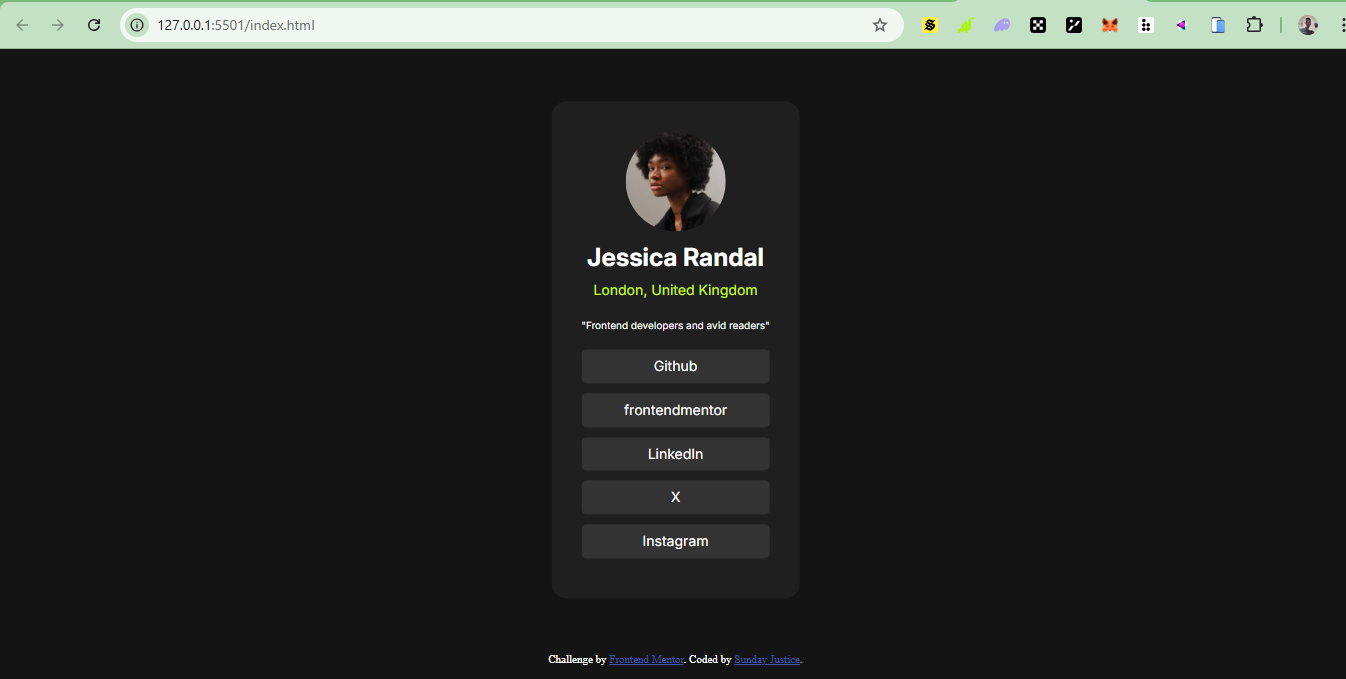 127.0.0.1:5501/index.html
Jessica Randal
London, United Kingdom
"Frontend developers and avid readers"
Github
frontendmentor
LinkedIn
X
Instagram
Challenge by Frontend Mentor. Coded by Sunday Justice.